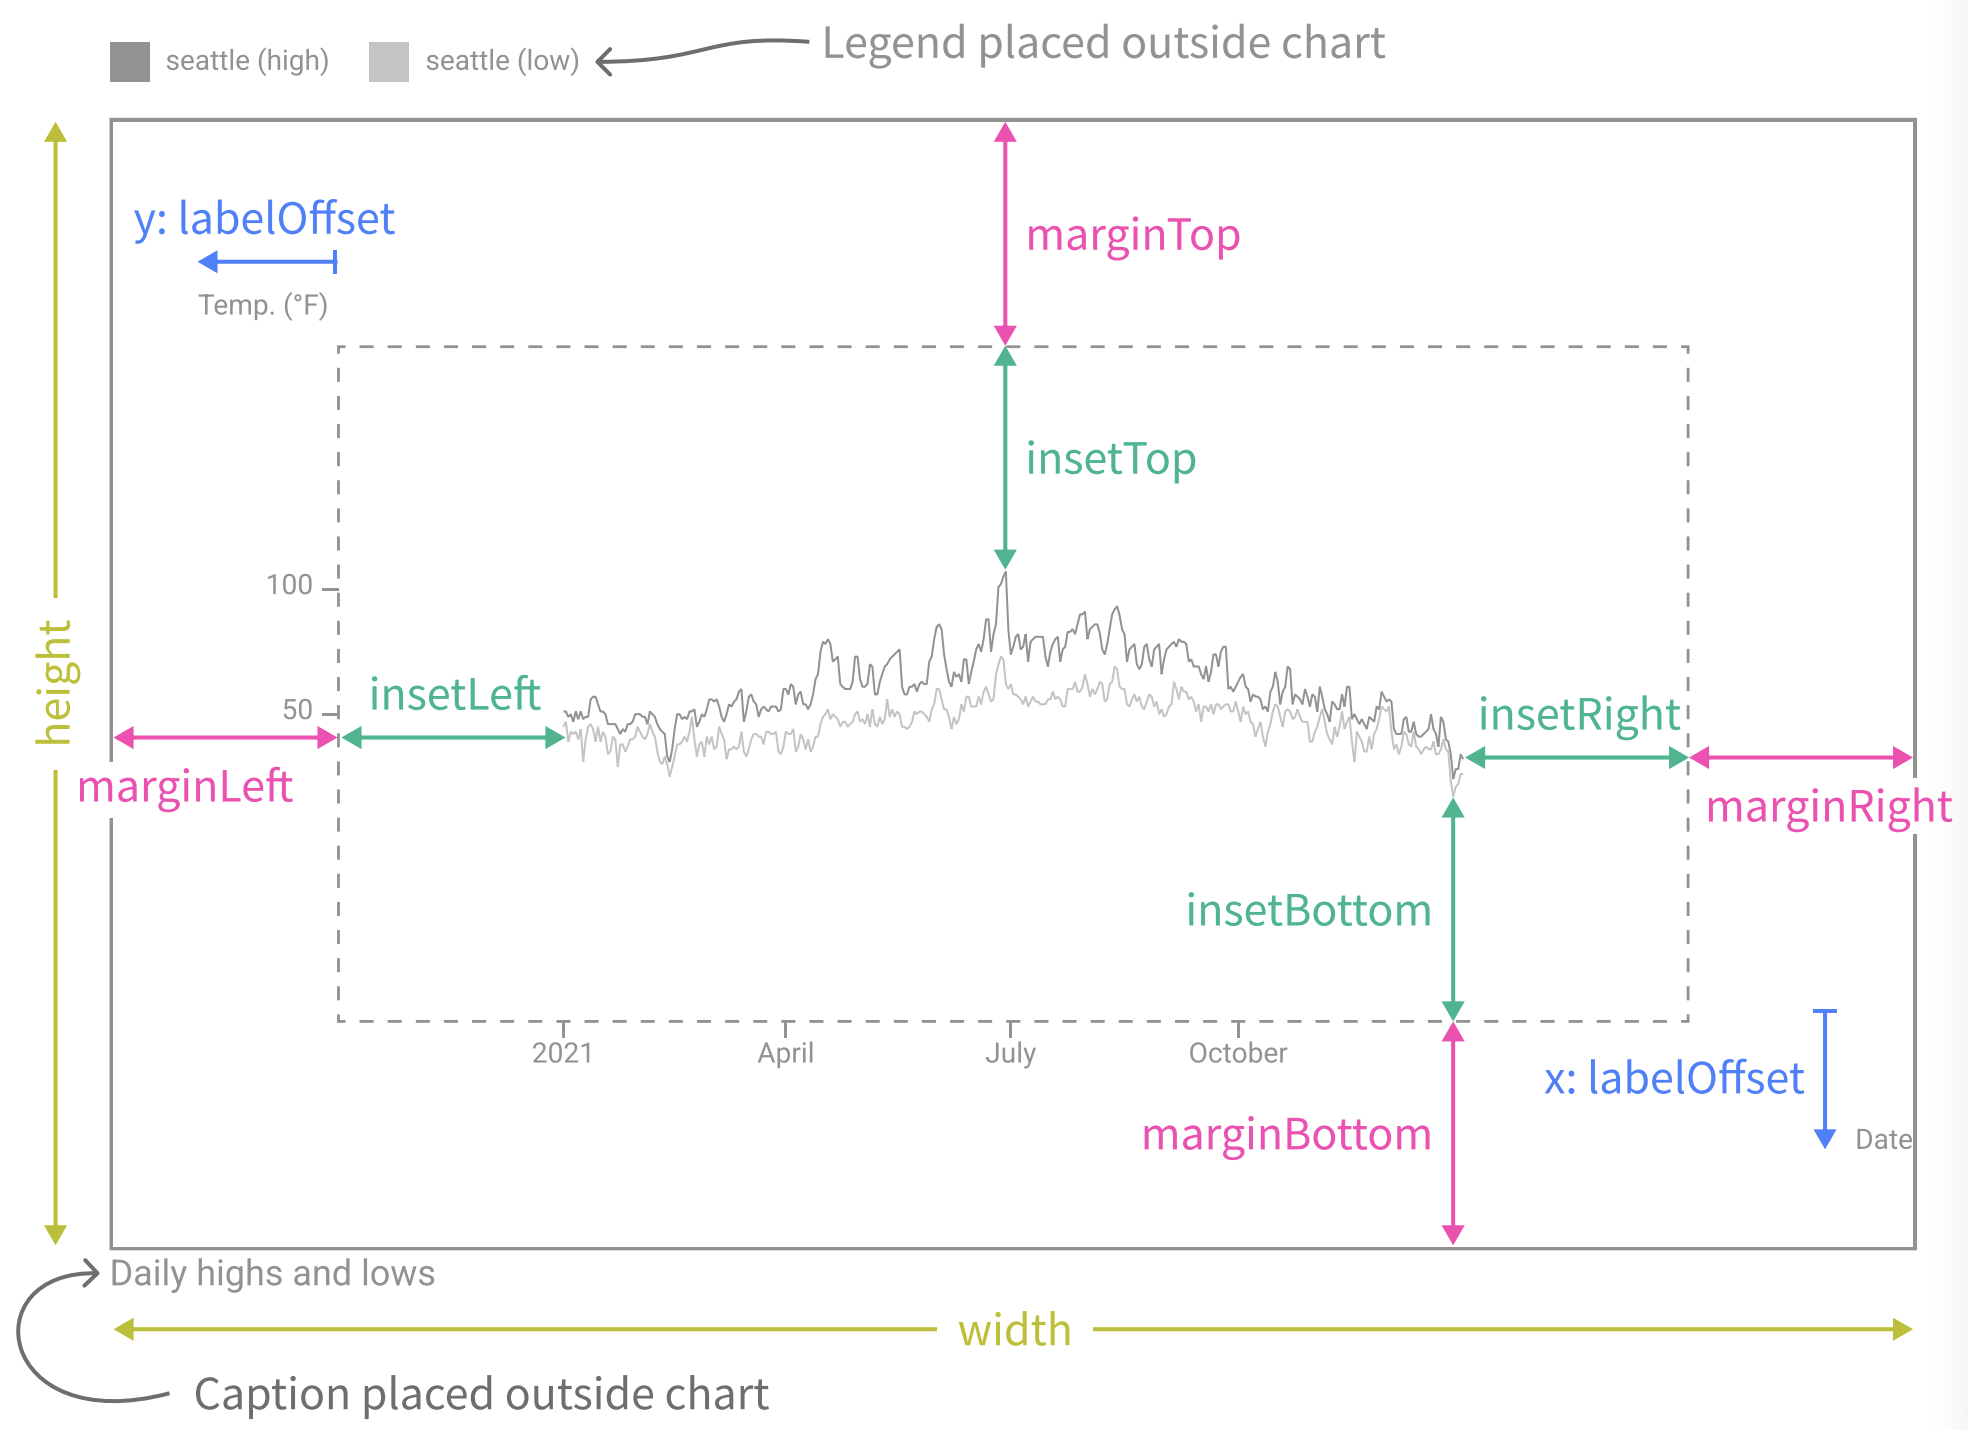 seattle (high)
seattle (low)
Legend placed outside chart
y: labelOffset
Temp. (°F)
marginTop
insetTop
100
height
50
insetLeft
insetRight
marginLeft
marginRight
insetBottom
2021
April
July
October
x: labelOffset
marginBottom
Date
Daily highs and lows
width
Caption placed outside chart